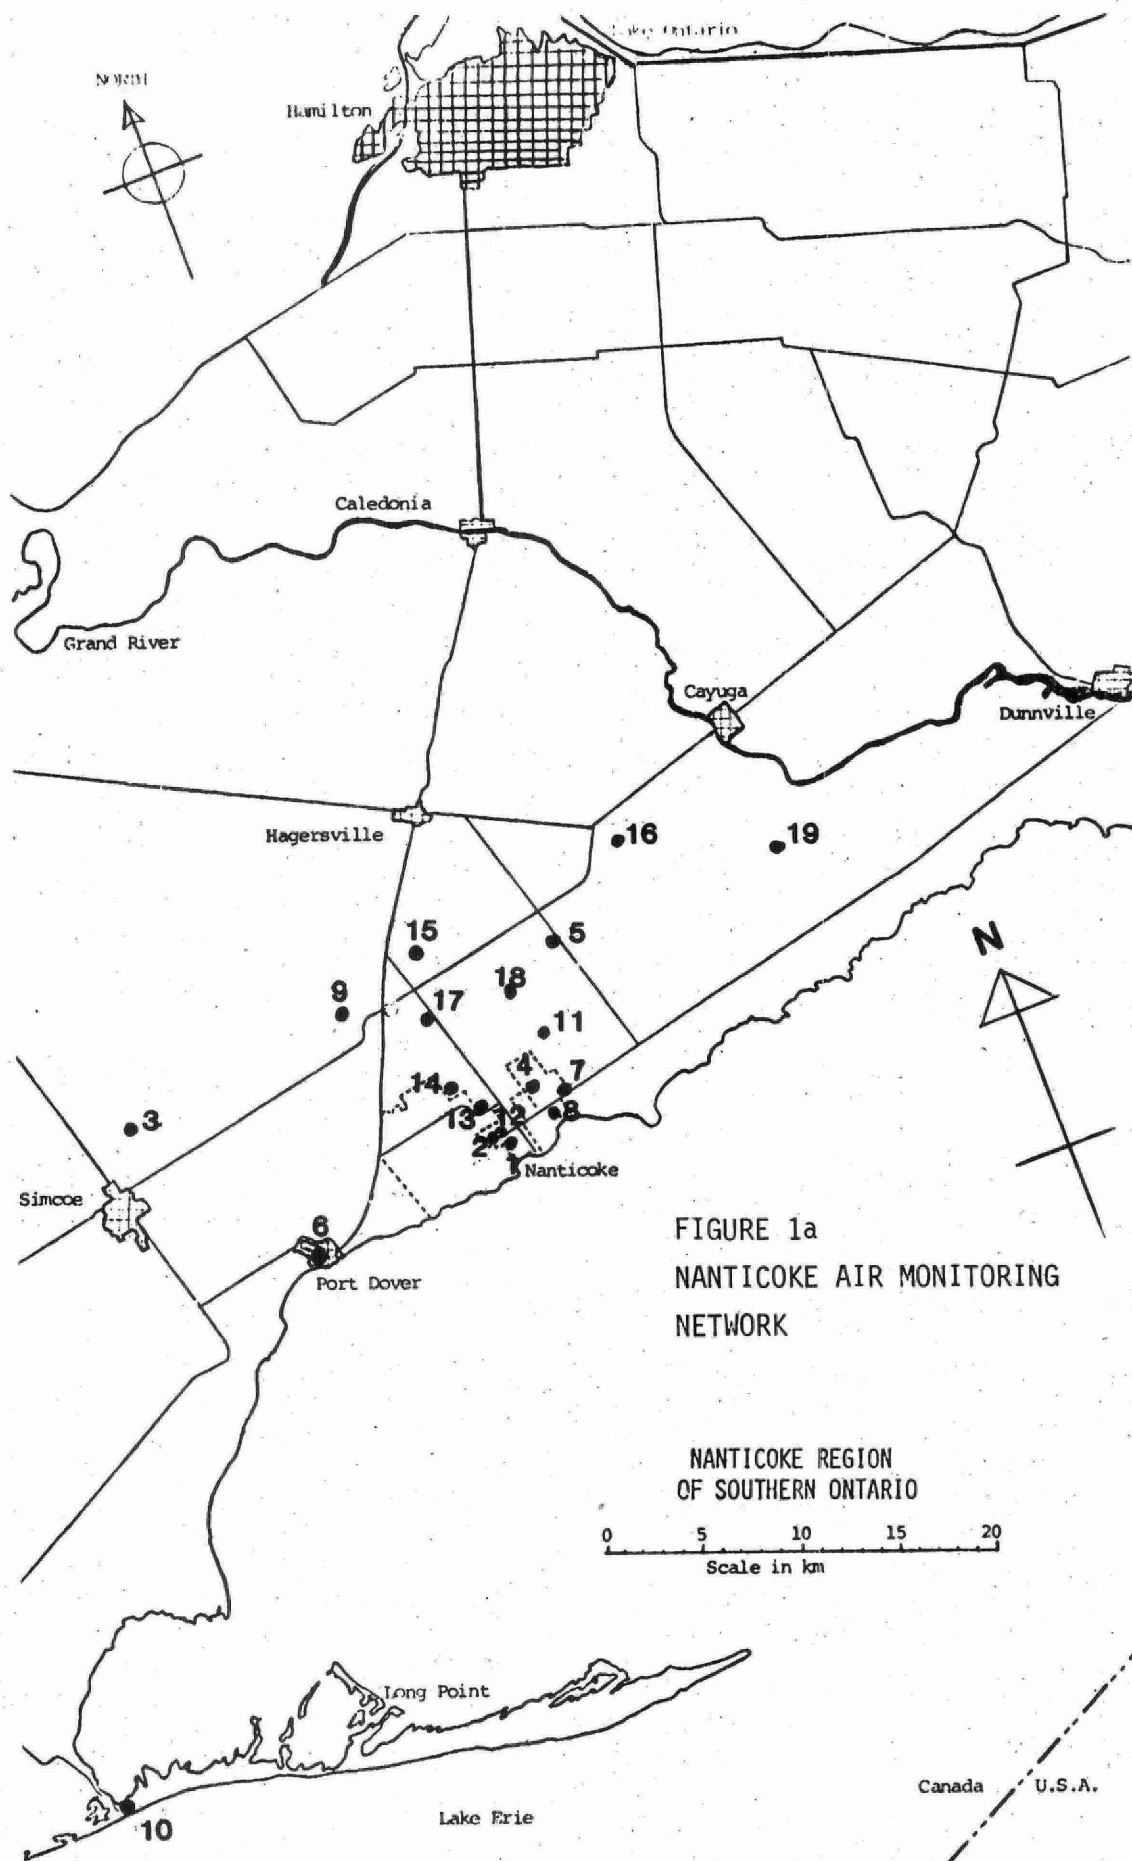 Lake Ontario
NORTH
Hamilton
Caledonia
Grand River
Cayuga
Dunnville
Hagersville
16
19
15
5
18
9
17
11
N
14
4
7
13
12
8
2
1
3
Nanticoke
Simcoe
6
Port Dover
FIGURE 1a
NANTICOKE AIR MONITORING
NETWORK
NANTICOKE REGION
OF SOUTHERN ONTARIO
0 5 10 15 20
Scale in km
Long Point
Canada U.S.A.
Lake Erie
10